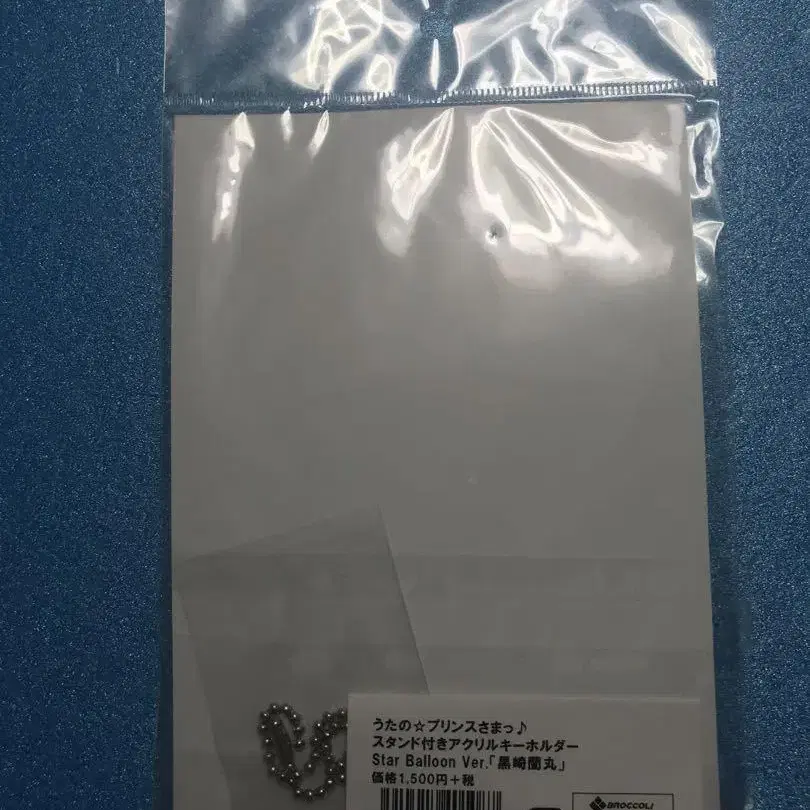 うたの☆プリンスさまっ♪
スタンド付きアクリルキーホルダー
Star Balloon Ver.「黒崎蘭丸」
価格1,500円+税
BROCCOLI